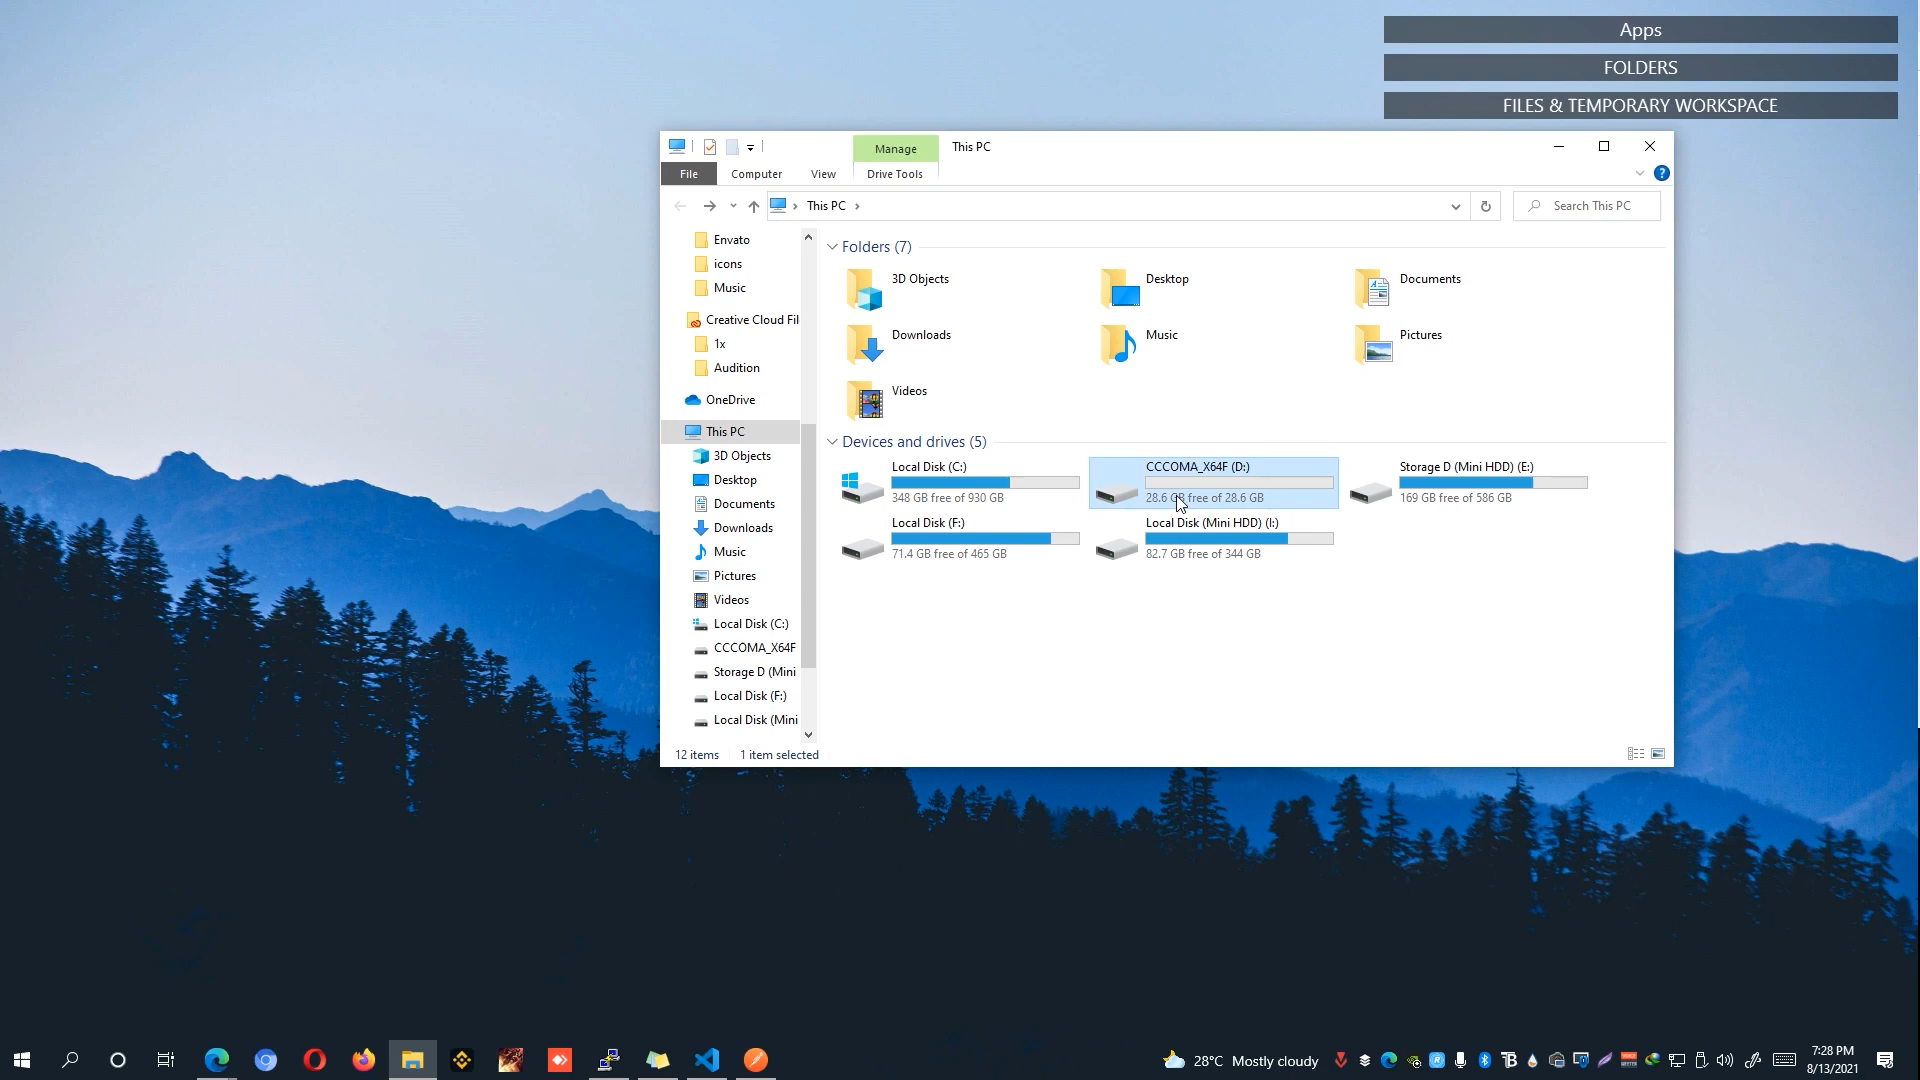 Apps
FOLDERS
FILES & TEMPORARY WORKSPACE
Manage
This PC
File
Computer
View
Drive Tools
This PC
Search This PC
Envato
icons
Music
Creative Cloud Fil
1x
Audition
OneDrive
This PC
3D Objects
Desktop
Documents
Downloads
Music
Pictures
Videos
Local Disk (C:)
CCCOMA_X64F
Storage D (Mini
Local Disk (F:)
Local Disk (Mini
Folders (7)
3D Objects
Desktop
Documents
Downloads
Music
Pictures
Videos
Devices and drives (5)
Local Disk (C:)
348 GB free of 930 GB
CCCOMA_X64F (D:)
28.6 GB free of 28.6 GB
Storage D (Mini HDD) (E:)
169 GB free of 586 GB
Local Disk (F:)
71.4 GB free of 465 GB
Local Disk (Mini HDD) (I:)
82.7 GB free of 344 GB
12 items
1 item selected
28°C Mostly cloudy
7:28 PM
8/13/2021